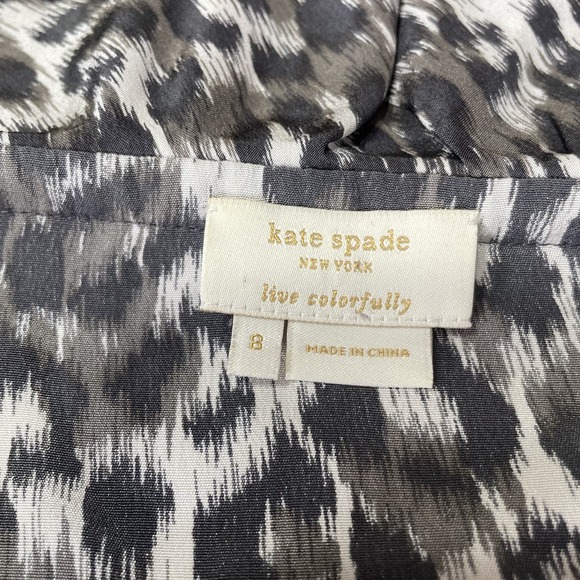 kate spade
NEW YORK
live colorfully
8
MADE IN CHINA